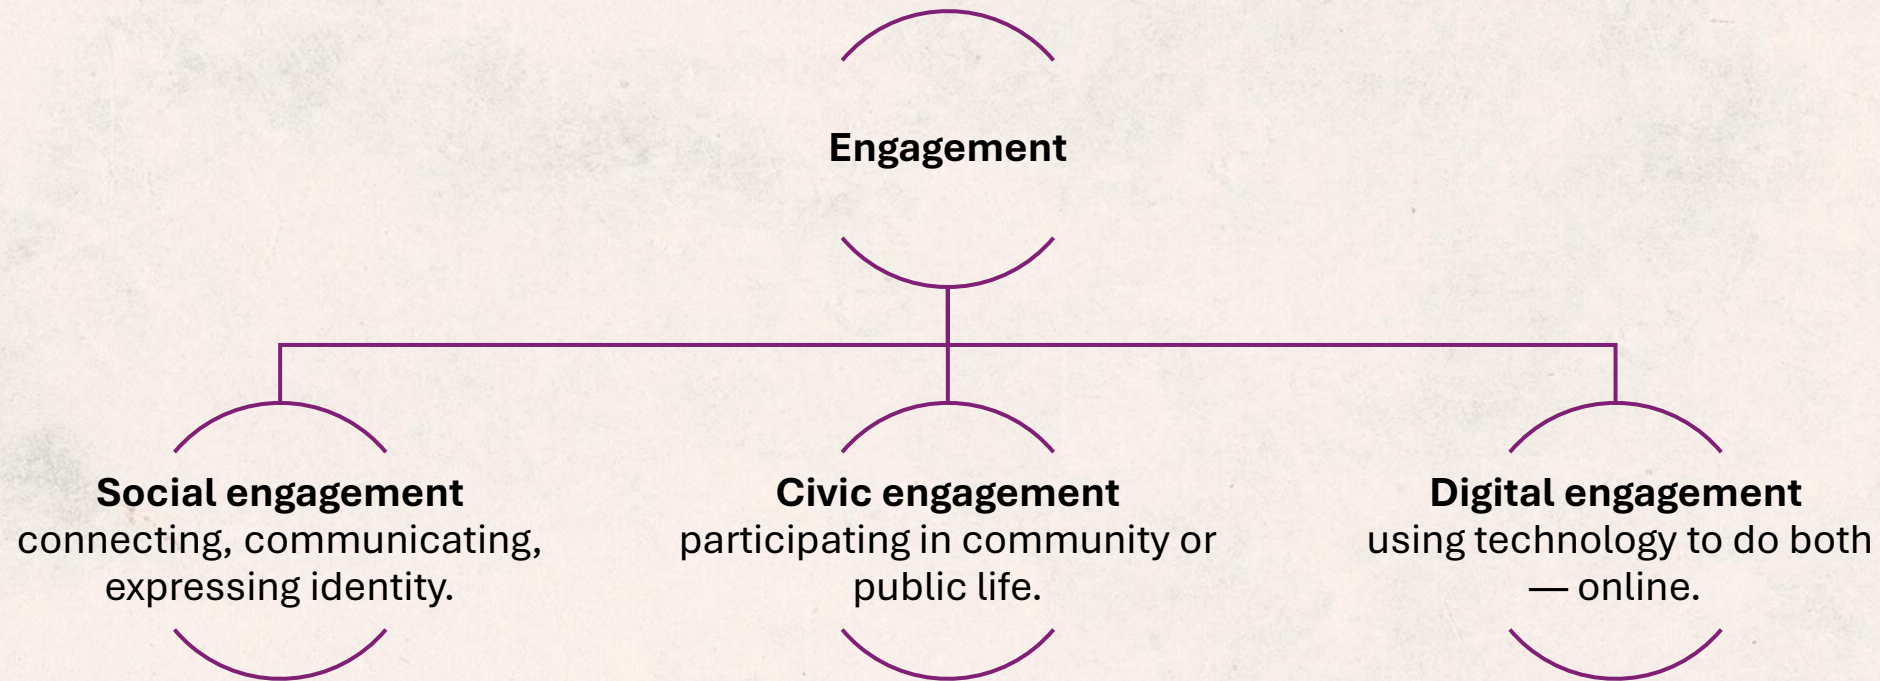 Engagement
Social engagement
connecting, communicating,
expressing identity.
Civic engagement
participating in community or
public life.
Digital engagement
using technology to do both
— online.